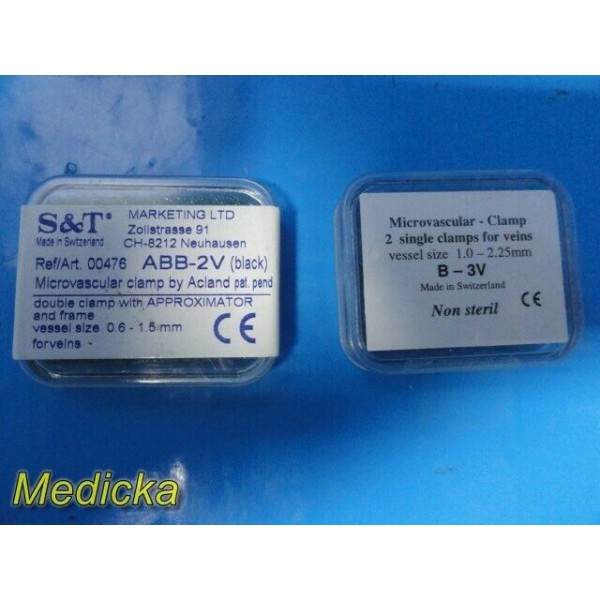 S&T® MARKETING LTD
Made in Switzerland Zollstrasse 91
CH-8212 Neuhausen
Ref/Art. 00476 ABB-2V (black)
Microvascular clamp by Acland pat. pend
double clamp with APPROXIMATOR
and frame
vessel size 0.6 - 1.5 mm
forveins -
CE
Microvascular - Clamp
2 single clamps for veins
vessel size 1.0 - 2.25mm
B - 3V
Made in Switzerland
Non steril CE
Medicka